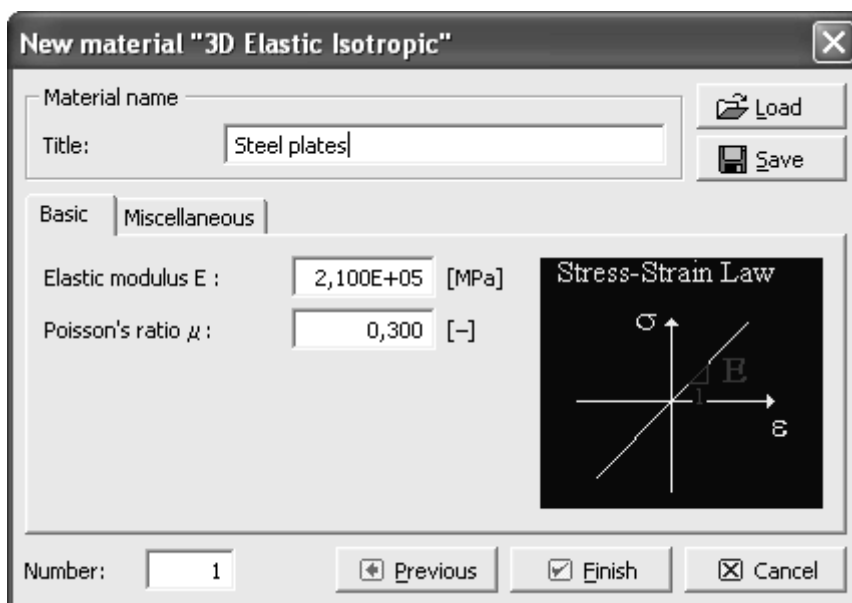 New material "3D Elastic Isotropic"
Material name
Title: Steel plates
Load
Save
Basic Miscellaneous
Elastic modulus E : 2,100E+05 [MPa]
Poisson's ratio μ : 0,300 [–]
Stress-Strain Law
σ
E
1
ε
Number: 1 Previous Finish Cancel